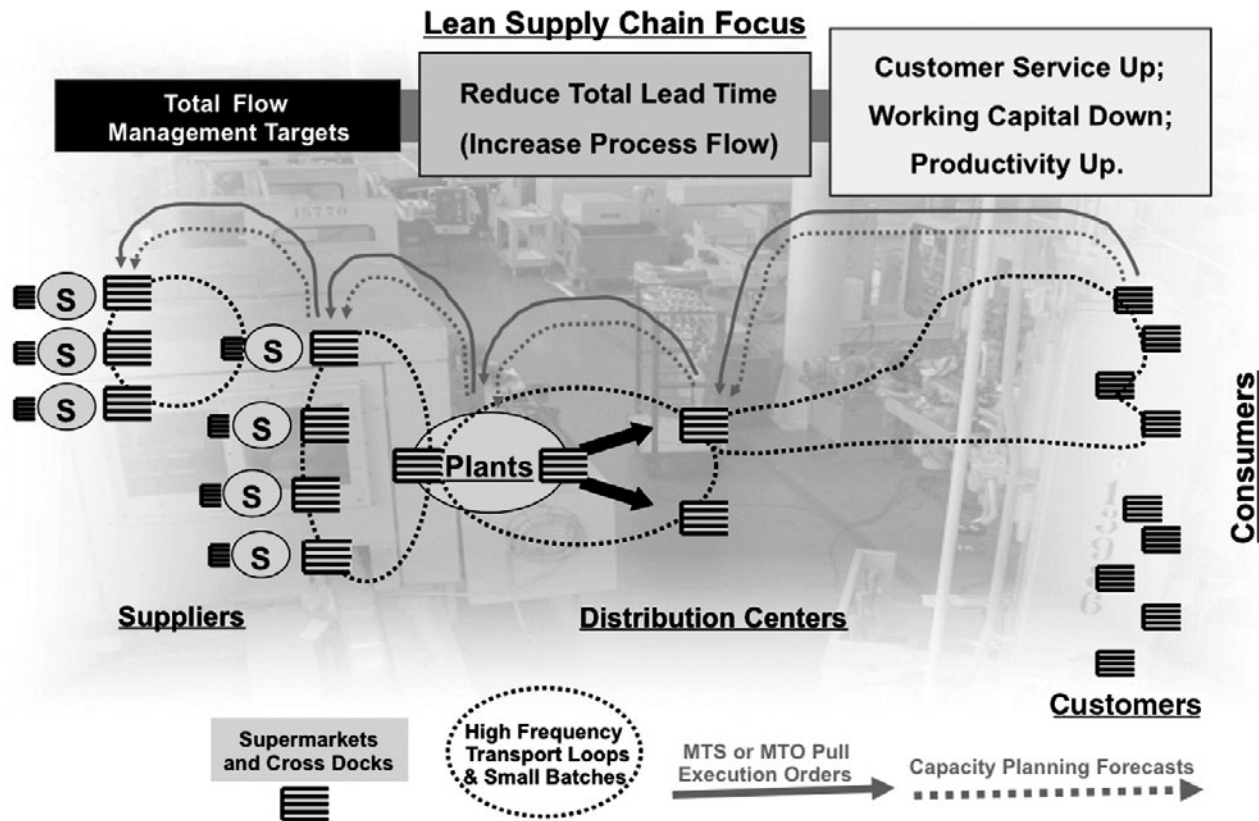 Lean Supply Chain Focus
Total Flow
Management Targets
Reduce Total Lead Time
(Increase Process Flow)
Customer Service Up;
Working Capital Down;
Productivity Up.
15770
S
S
S
S
S
S
S
Plants
Consumers
Suppliers
Distribution Centers
Customers
Supermarkets
and Cross Docks
High Frequency
Transport Loops
& Small Batches
MTS or MTO Pull
Execution Orders
Capacity Planning Forecasts